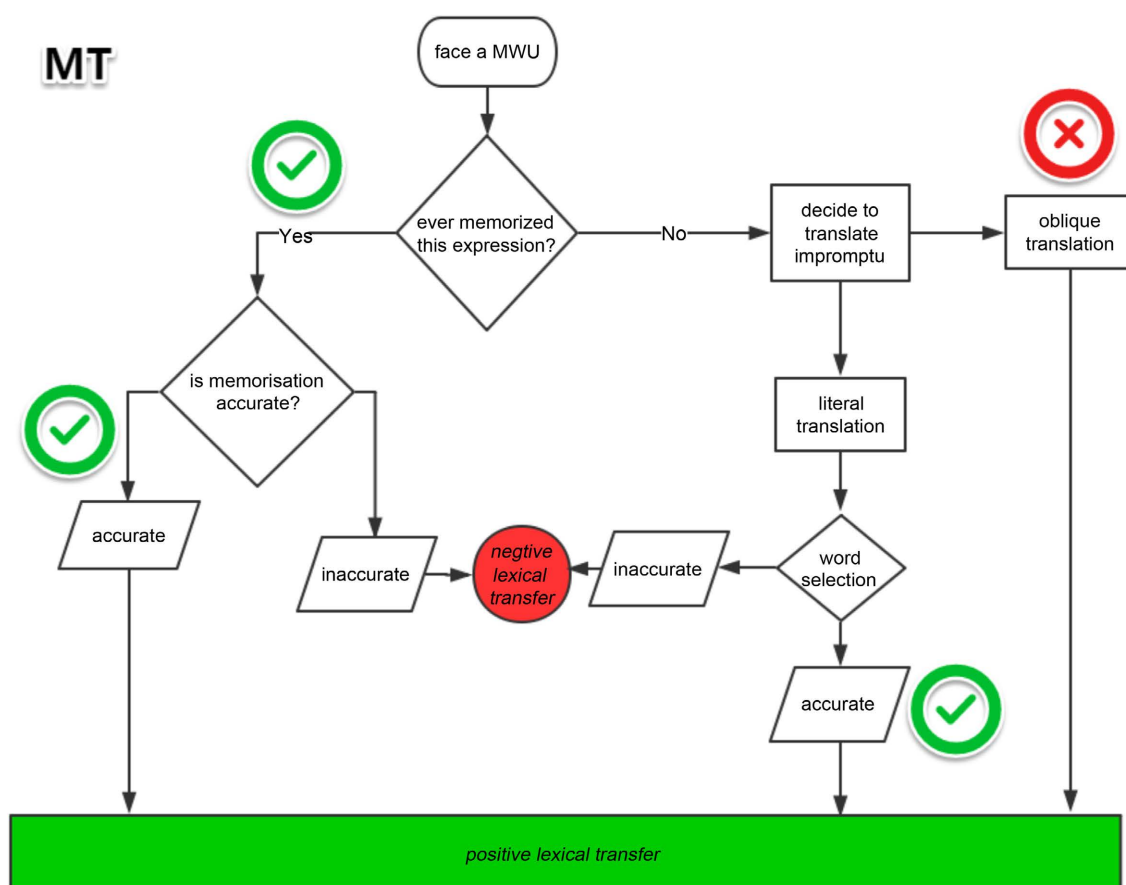 MT
face a MWU
ever memorized
this expression?
Yes
No
decide to
translate
impromptu
oblique
translation
is memorisation
accurate?
literal
translation
accurate
inaccurate
negtive
lexical
transfer
inaccurate
word
selection
accurate
positive lexical transfer